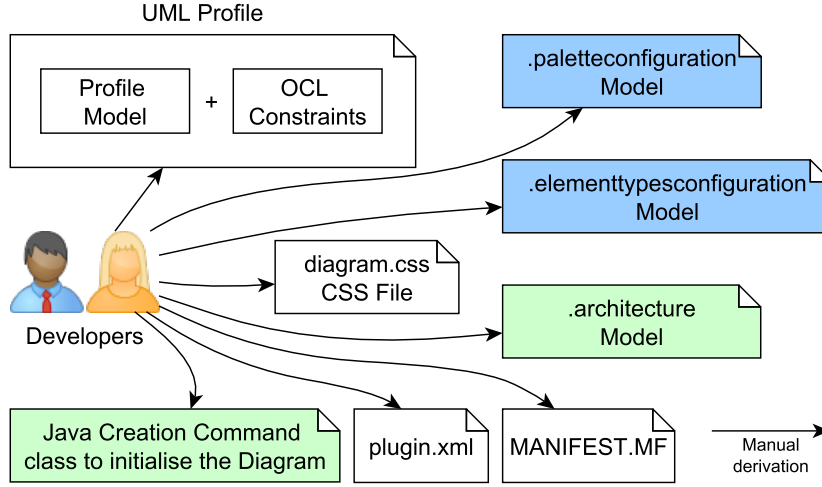 UML Profile
Profile
Model
+
OCL
Constraints
.paletteconfiguration
Model
.elementtypesconfiguration
Model
diagram.css
CSS File
.architecture
Model
Developers
Java Creation Command
class to initialise the Diagram
plugin.xml
MANIFEST.MF
Manual
derivation